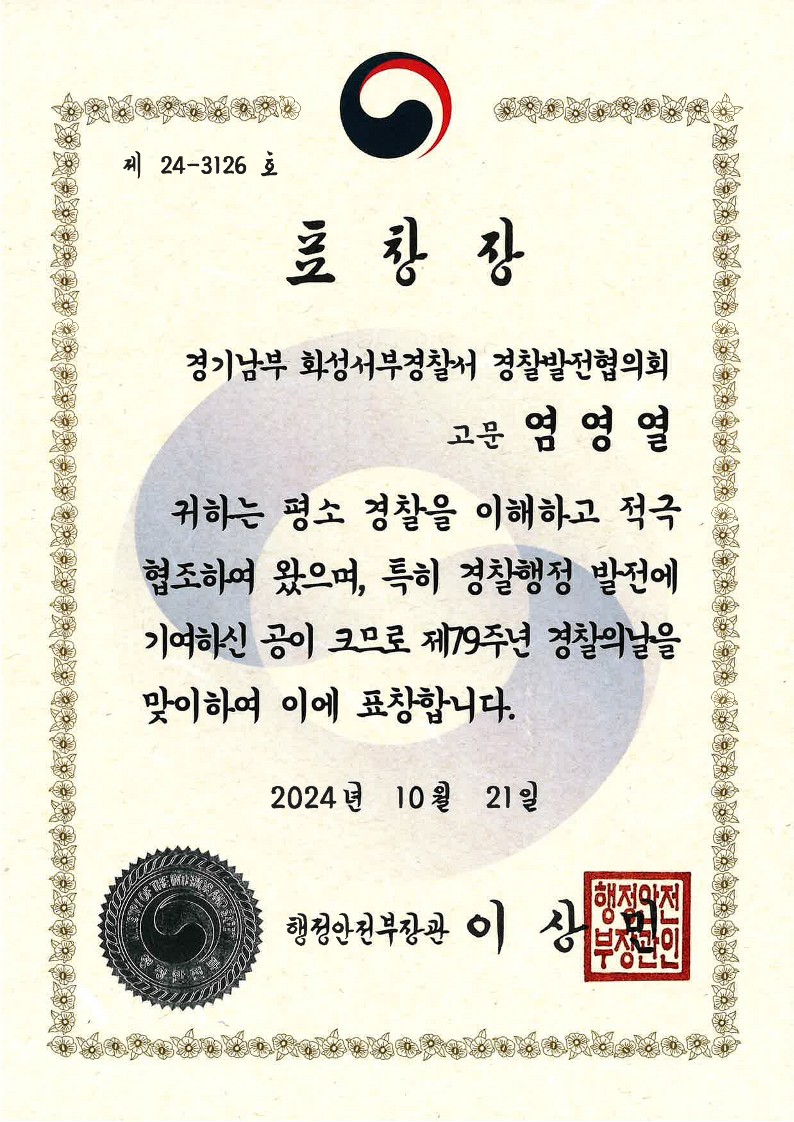 제 24-3126 호
표 창 장
경기남부 화성서부경찰서 경찰발전협의회
고문 염 영 열
귀하는 평소 경찰을 이해하고 적극
협조하여 왔으며, 특히 경찰행정 발전에
기여하신 공이 크므로 제79주년 경찰의날을
맞이하여 이에 표창합니다.
2024년 10월 21일
행정안전부장관 이 상 민
행정안전
부장관인